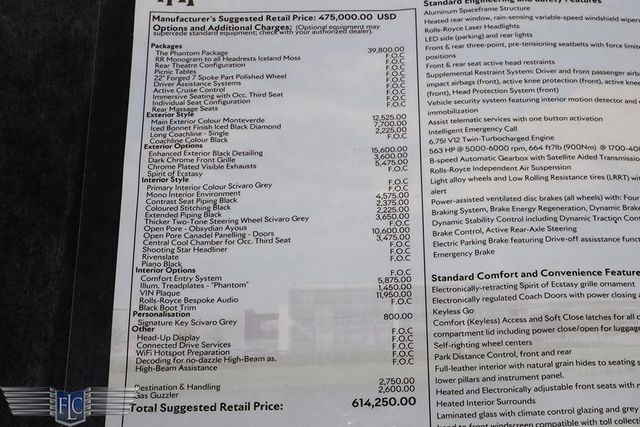 Manufacturer's Suggested Retail Price: 475,000.00 USD
Options and Additional Charges: (These options may
supercede standard equipment; check with your authorized dealer).
Packages
The Phantom Package 39,800.00
RR Monogram to all Headrests Iceland Moss F.O.C
Rear Theatre Configuration F.O.C
Picnic Tables F.O.C
22" Forged 7 Spoke Part Polished Wheel F.O.C
Driver Assistance Systems F.O.C
Active Cruise Control F.O.C
Immersive Seating with Occ. Third Seat F.O.C
Individual Seat Configuration F.O.C
Rear Massage Seats F.O.C
Exterior Style
Main Exterior Colour Monteverde 12,525.00
Iced Bonnet Finish Iced Black Diamond 7,700.00
Long Coachline - Single 2,225.00
Coachline Colour Black F.O.C
Exterior Options
Enhanced Exterior Black Detailing 15,600.00
Dark Chrome Front Grille 3,600.00
Chrome Plated Visible Exhausts 5,475.00
Spirit of Ecstasy F.O.C
Interior Style
Primary Interior Colour Scivaro Grey F.O.C
Mono Interior Environment F.O.C
Contrast Seat Piping Black 4,575.00
Coloured Stitching Black 2,375.00
Extended Piping Black 2,225.00
Thicker Two-Tone Steering Wheel Scivaro Grey 3,650.00
Open Pore - Obsydian Ayous F.O.C
Open Pore Canadel Panelling - Doors 10,600.00
Central Cool Chamber for Occ. Third Seat 3,475.00
Shooting Star Headliner F.O.C
Rivenslate F.O.C
Piano Black F.O.C
Interior Options
Comfort Entry System F.O.C
Illum. Treadplates - "Phantom" 5,875.00
VIN Plaque 1,450.00
Rolls-Royce Bespoke Audio 11,950.00
Black Boot Trim F.O.C
Personalisation
Signature Key Scivaro Grey 800.00
Other
Head-Up Display F.O.C
Connected Drive Services F.O.C
WiFi Hotspot Preparation F.O.C
Decoding for no-dazzle High-Beam as. F.O.C
High-Beam Assistance F.O.C
Destination & Handling 2,750.00
Gas Guzzler 2,600.00
Total Suggested Retail Price: 614,250.00
Standard Engineering and Safety Features
Aluminum Spaceframe Structure
Heated rear window, rain-sensing variable-speed windshield wiper
Rolls-Royce Laser Headlights
LED side (parking) and rear lights
Front & rear three-point, pre-tensioning seatbelts with force limit
positions
Front & rear seat active head restraints
Supplemental Restraint System: Driver and front passenger airba
impact airbags (front), active knee protection (front), active knee
(front), Head Protection System (front)
Vehicle security system featuring interior motion detector and
immobilization
Assist telematic services with one button activation
Intelligent Emergency Call
6.75l V12 Twin-Turbocharged Engine
563 HP @ 5000-6000 rpm, 664 ft?lb (900Nm) @ 1700-400
8-speed Automatic Gearbox with Satellite Aided Transmission
Rolls-Royce Independent Air Suspension
Light alloy wheels and Low Rolling Resistance tires (LRRT) wit
alert
Power-assisted ventilated disc brakes (all wheels) with: Four
Braking System, Brake Energy Regeneration, Dynamic Brake
Dynamic Stability Control including Dynamic Traction Contro
Brake Control, Active Rear-Axle Steering
Electric Parking Brake featuring Drive-off assistance funct
Emergency Brake
Standard Comfort and Convenience Feature
Electronically-retracting Spirit of Ecstasy grille ornament
Electronically regulated Coach Doors with power closing
Keyless Go
Comfort (Keyless) Access and Soft Close latches for all d
compartment lid including power close/open for luggage
Self-righting wheel centers
Park Distance Control, front and rear
Full-leather interior with natural grain hides to seating s
lower pillars and instrument panel.
Heated and Electronically adjustable front seats with
Heated Interior Surrounds
Laminated glass with climate control glazing and grey
front windscreen compatible with toll collecti
FLC